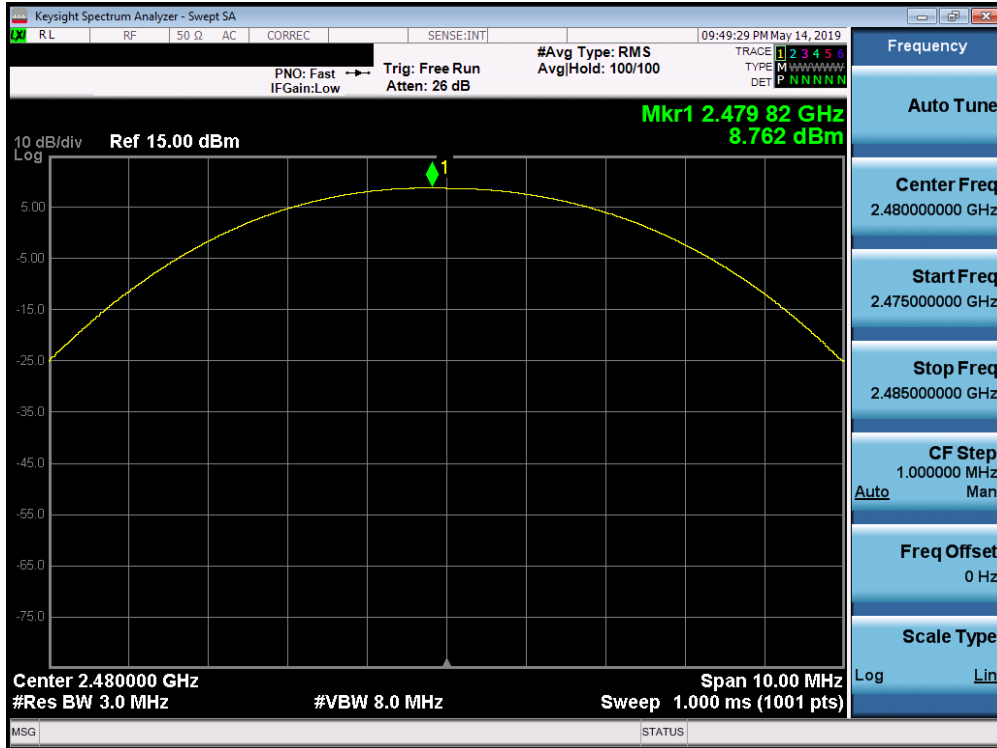 Keysight Spectrum Analyzer - Swept SA
LXI RL RF 50 Ω AC CORREC SENSE:INT 09:49:29 PM May 14, 2019
Frequency
PNO: Fast
IFGain:Low
Trig: Free Run
Atten: 26 dB
#Avg Type: RMS
Avg|Hold: 100/100
TRACE 1 2 3 4 5 6
TYPE M W W W W W
DET P N N N N N
Auto Tune
Mkr1 2.479 82 GHz
8.762 dBm
10 dB/div Ref 15.00 dBm
Log
1
5.00
-5.00
-15.0
-25.0
-35.0
-45.0
-55.0
-65.0
-75.0
Center Freq
2.480000000 GHz
Start Freq
2.475000000 GHz
Stop Freq
2.485000000 GHz
CF Step
1.000000 MHz
Auto Man
Freq Offset
0 Hz
Scale Type
Log Lin
Center 2.480000 GHz Span 10.00 MHz
#Res BW 3.0 MHz #VBW 8.0 MHz Sweep 1.000 ms (1001 pts)
MSG STATUS